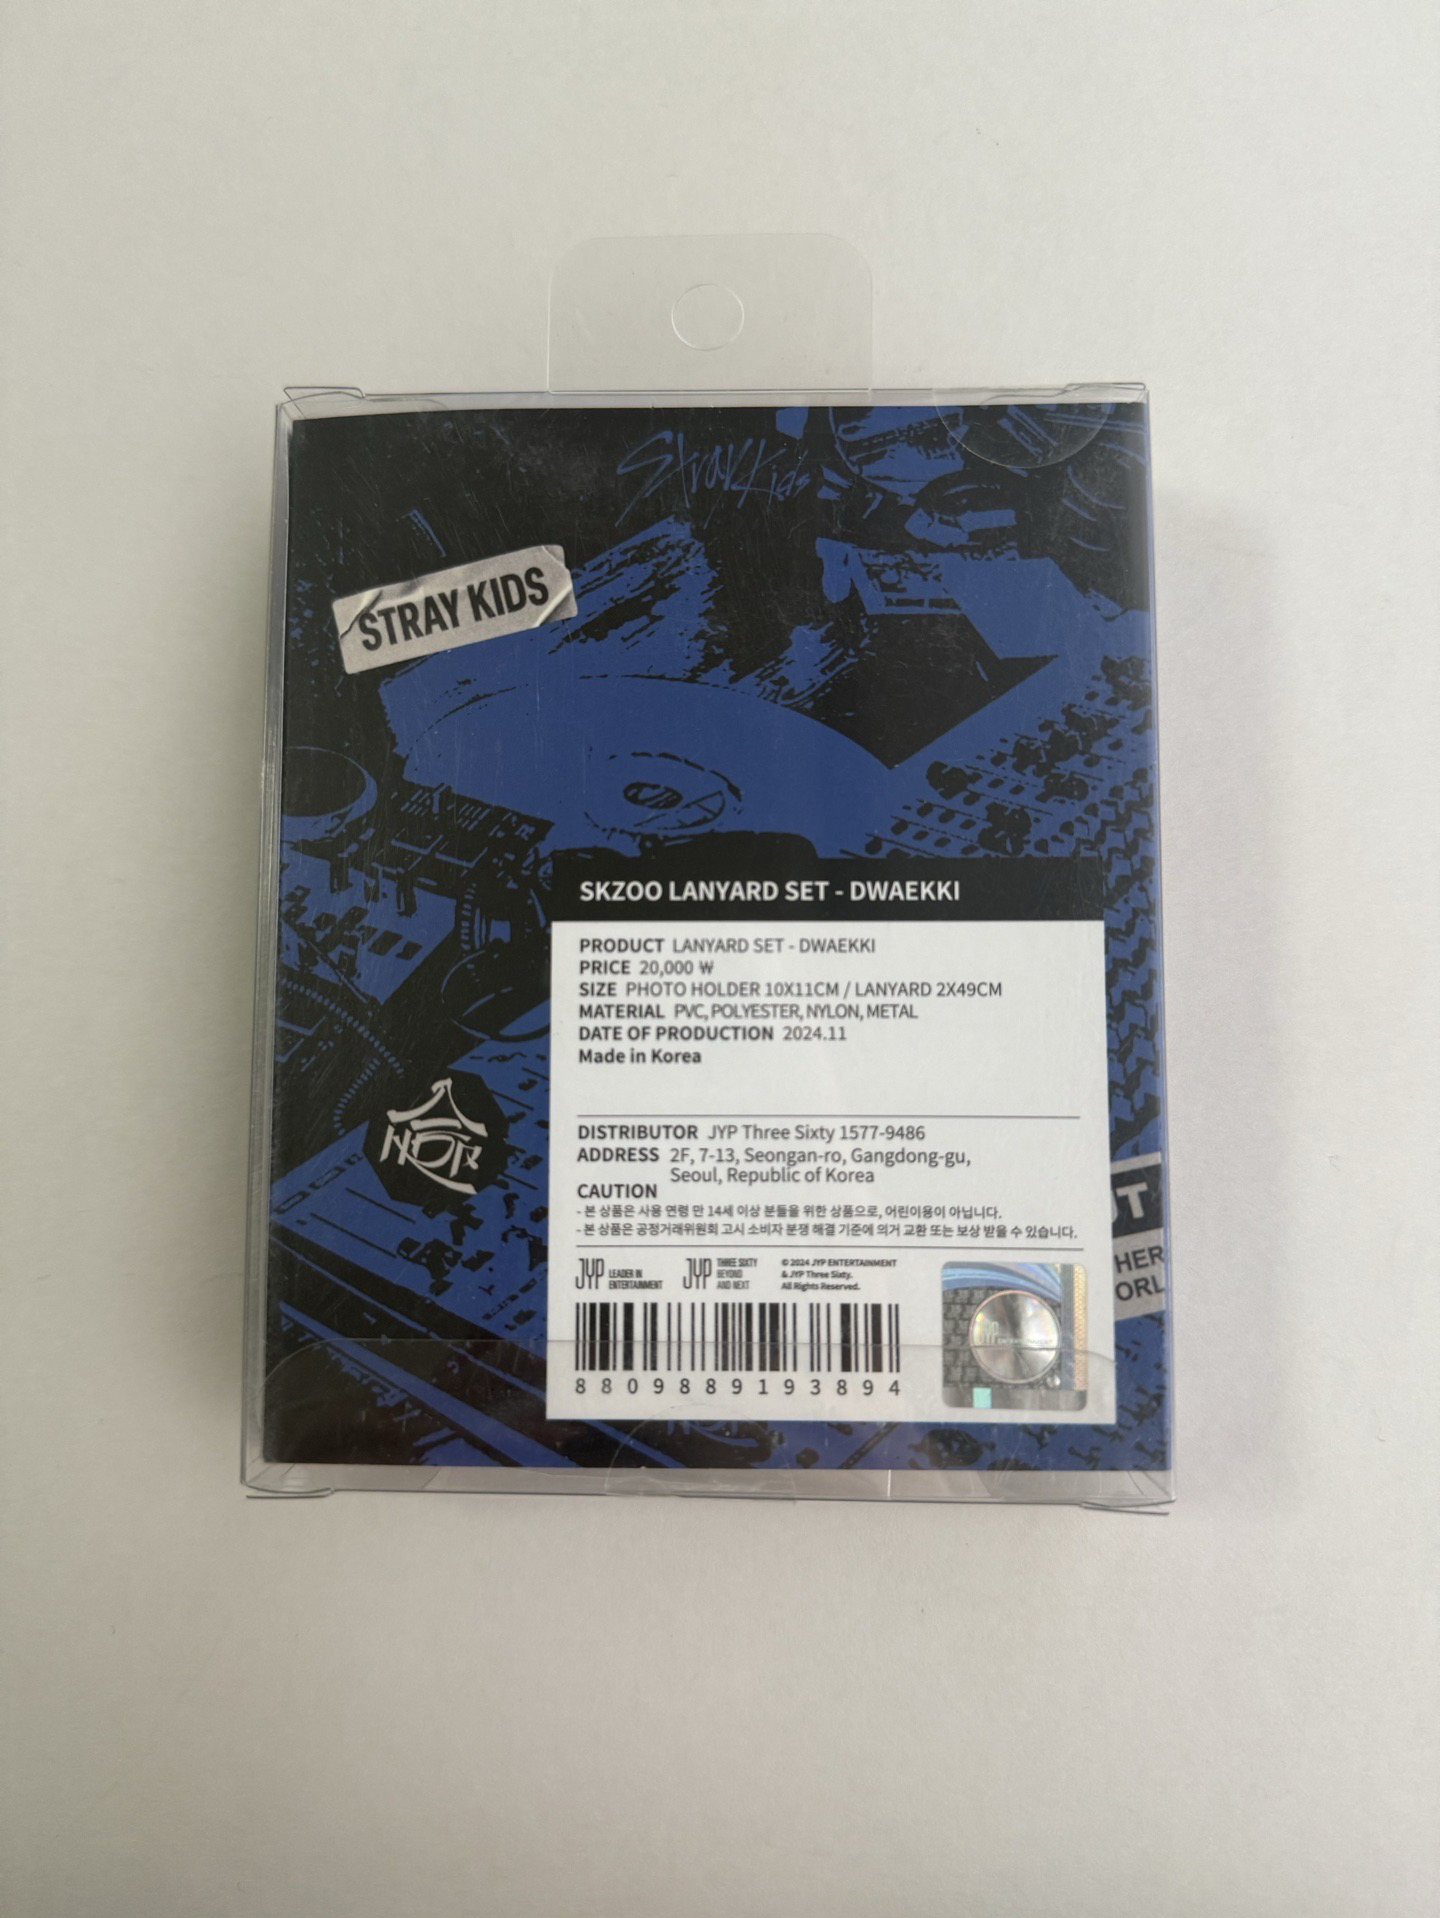 Stray Kids
STRAY KIDS
SKZOO LANYARD SET - DWAEKKI
PRODUCT LANYARD SET - DWAEKKI
PRICE 20,000 ₩
SIZE PHOTO HOLDER 10X11CM / LANYARD 2X49CM
MATERIAL PVC, POLYESTER, NYLON, METAL
DATE OF PRODUCTION 2024.11
Made in Korea
DISTRIBUTOR JYP Three Sixty 1577-9486
ADDRESS 2F, 7-13, Seongan-ro, Gangdong-gu,
Seoul, Republic of Korea
CAUTION
- 본 상품은 사용 연령 만 14세 이상 분들을 위한 상품으로, 어린이용이 아닙니다.
- 본 상품은 공정거래위원회 고시 소비자 분쟁 해결 기준에 의거 교환 또는 보상 받을 수 있습니다.
JYP LEADER IN ENTERTAINMENT
JYP THREE SIXTY BEYOND AND NEXT
© 2024 JYP ENTERTAINMENT
& JYP Three Sixty.
All Rights Reserved.
JYP ENTERTAINMENT
8809889193894
UT
HER
ORL